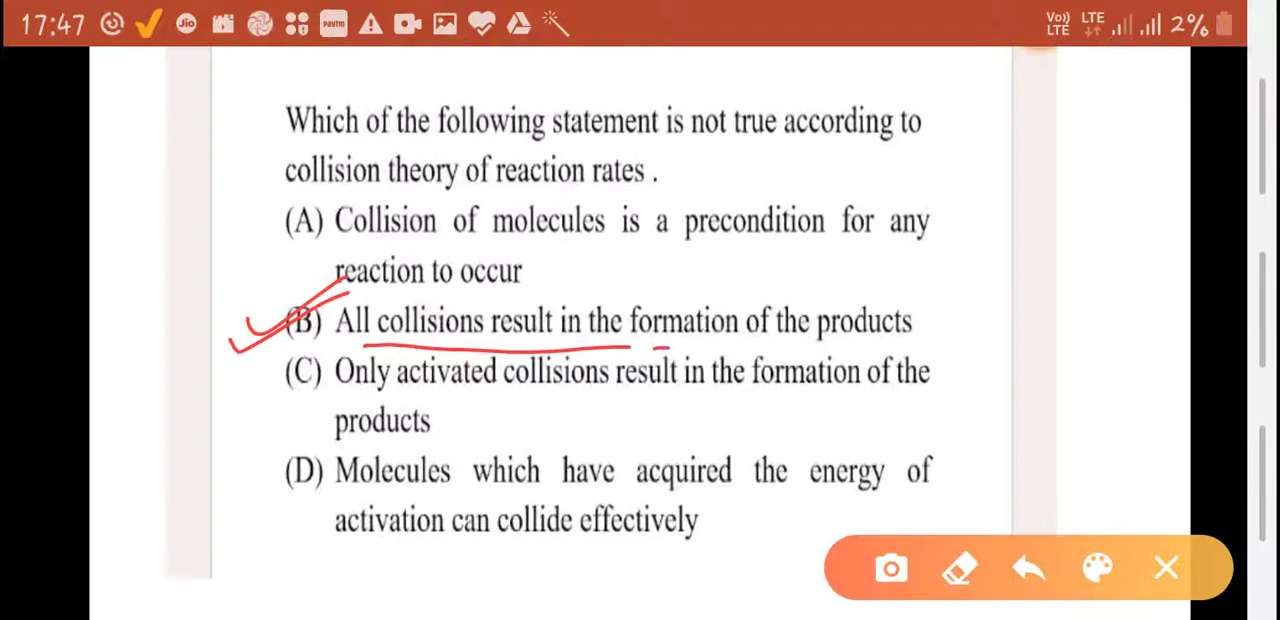 17:47
Jio
paytm
Vo)
LTE
LTE
2%
Which of the following statement is not true according to
collision theory of reaction rates .
(A) Collision of molecules is a precondition for any
reaction to occur
(B) All collisions result in the formation of the products
(C) Only activated collisions result in the formation of the
products
(D) Molecules which have acquired the energy of
activation can collide effectively